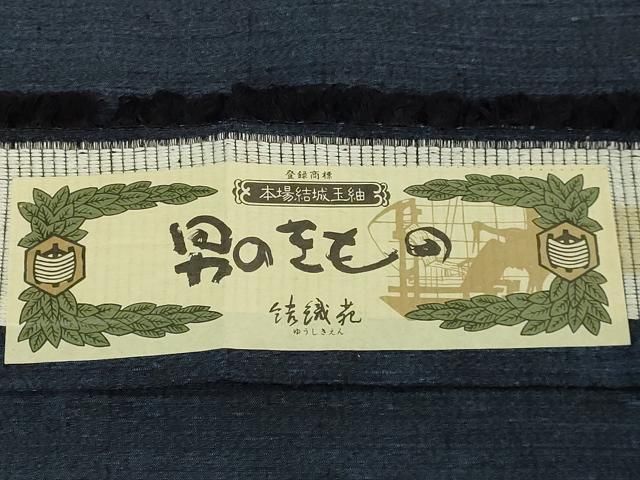 登録商標
本場結城玉紬
男のきもの
結織苑
ゆうしきえん